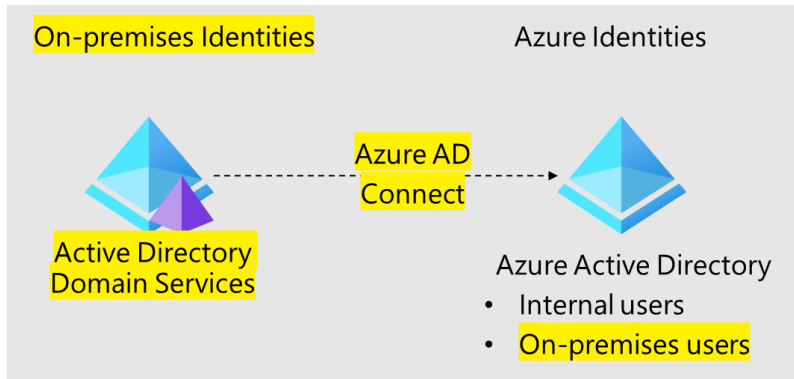 On-premises Identities
Azure Identities
Azure AD
Connect
Active Directory
Domain Services
Azure Active Directory
• Internal users
• On-premises users